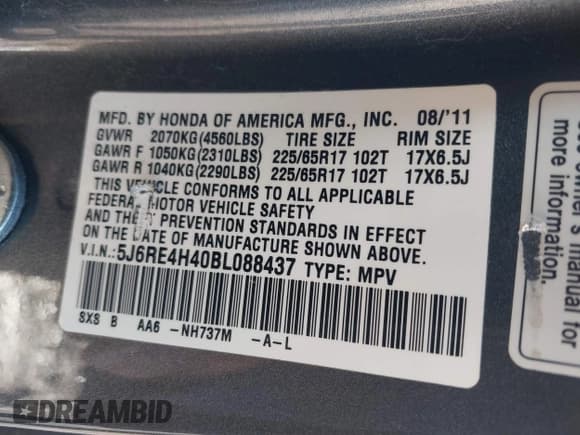 MFD. BY HONDA OF AMERICA MFG., INC. 08/'11
GVWR 2070KG(4560LBS) TIRE SIZE RIM SIZE
GAWR F 1050KG(2310LBS) 225/65R17 102T 17X6.5J
GAWR R 1040KG(2290LBS) 225/65R17 102T 17X6.5J
THIS VEHICLE CONFORMS TO ALL APPLICABLE
FEDERAL MOTOR VEHICLE SAFETY
AND PREVENTION STANDARDS IN EFFECT
ON THE DATE OF MANUFACTURE SHOWN ABOVE.
V.I.N.:5J6RE4H40BL088437 TYPE: MPV
SXS B AA6 -NH737M -A-L
more information.
DREAMBID